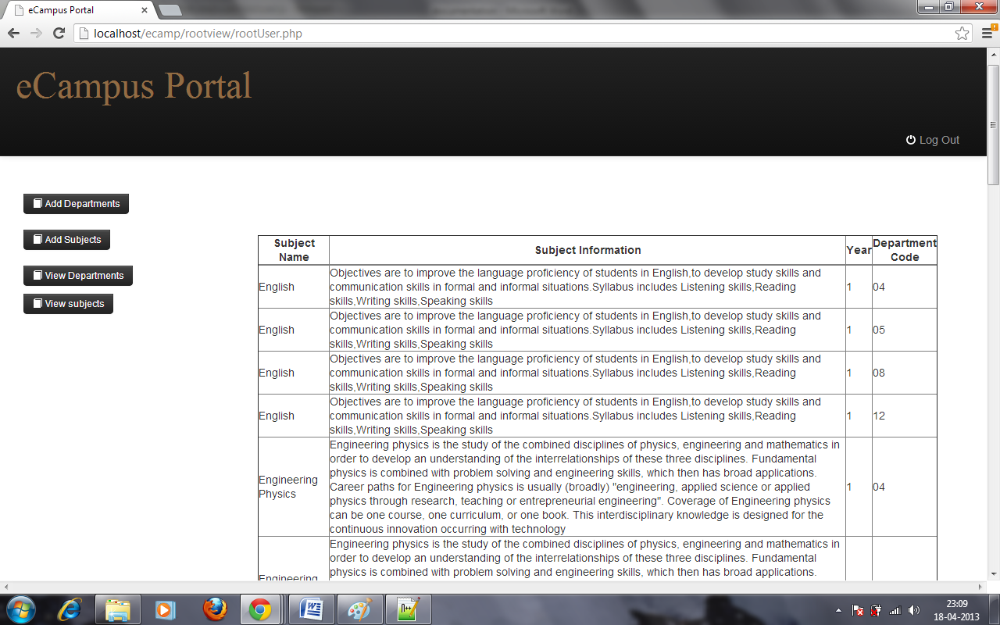 eCampus Portal
localhost/ecamp/rootview/rootUser.php
eCampus Portal
Log Out
Add Departments
Add Subjects
View Departments
View subjects
Subject Name Subject Information Year Department Code
English Objectives are to improve the language proficiency of students in English,to develop study skills and
communication skills in formal and informal situations.Syllabus includes Listening skills,Reading
skills,Writing skills,Speaking skills 1 04
English Objectives are to improve the language proficiency of students in English,to develop study skills and
communication skills in formal and informal situations.Syllabus includes Listening skills,Reading
skills,Writing skills,Speaking skills 1 05
English Objectives are to improve the language proficiency of students in English,to develop study skills and
communication skills in formal and informal situations.Syllabus includes Listening skills,Reading
skills,Writing skills,Speaking skills 1 08
English Objectives are to improve the language proficiency of students in English,to develop study skills and
communication skills in formal and informal situations.Syllabus includes Listening skills,Reading
skills,Writing skills,Speaking skills 1 12
Engineering Physics Engineering physics is the study of the combined disciplines of physics, engineering and mathematics in
order to develop an understanding of the interrelationships of these three disciplines. Fundamental
physics is combined with problem solving and engineering skills, which then has broad applications.
Career paths for Engineering physics is usually (broadly) "engineering, applied science or applied
physics through research, teaching or entrepreneurial engineering". Coverage of Engineering physics
can be one course, one curriculum, or one book. This interdisciplinary knowledge is designed for the
continuous innovation occurring with technology 1 04
Engineering physics is the study of the combined disciplines of physics, engineering and mathematics in
order to develop an understanding of the interrelationships of these three disciplines. Fundamental
physics is combined with problem solving and engineering skills, which then has broad applications.
Engineering
23:09
18-04-2013